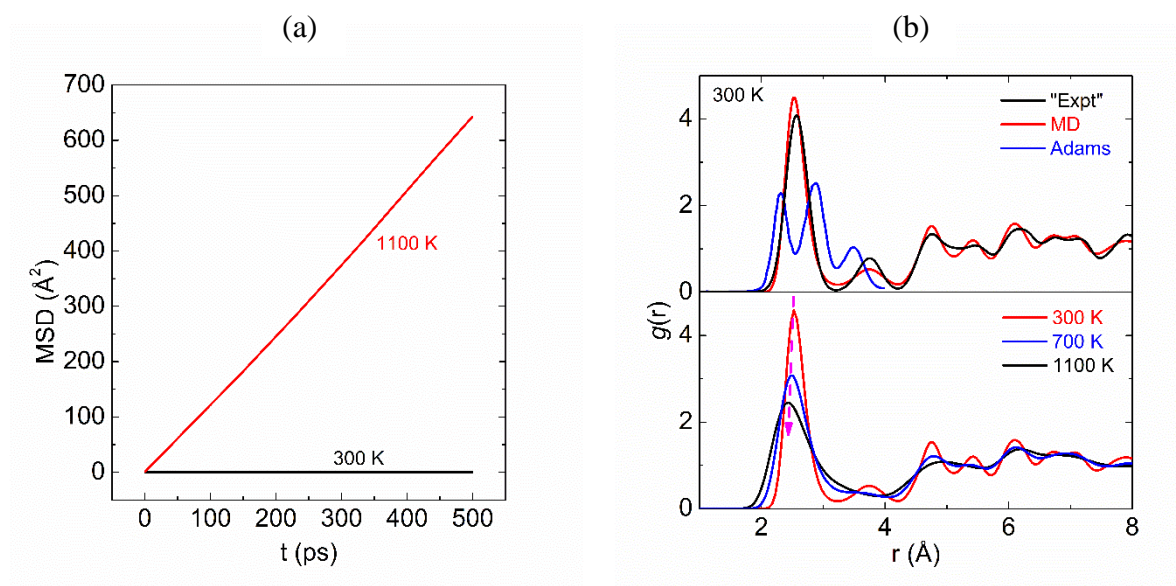 (a)
700
600
500
400
300
200
100
0
MSD (Å²)
1100 K
300 K
0 100 200 300 400 500
t (ps)
(b)
300 K
"Expt"
MD
Adams
4
2
0
g(r)
300 K
700 K
1100 K
4
2
0
2 4 6 8
r (Å)